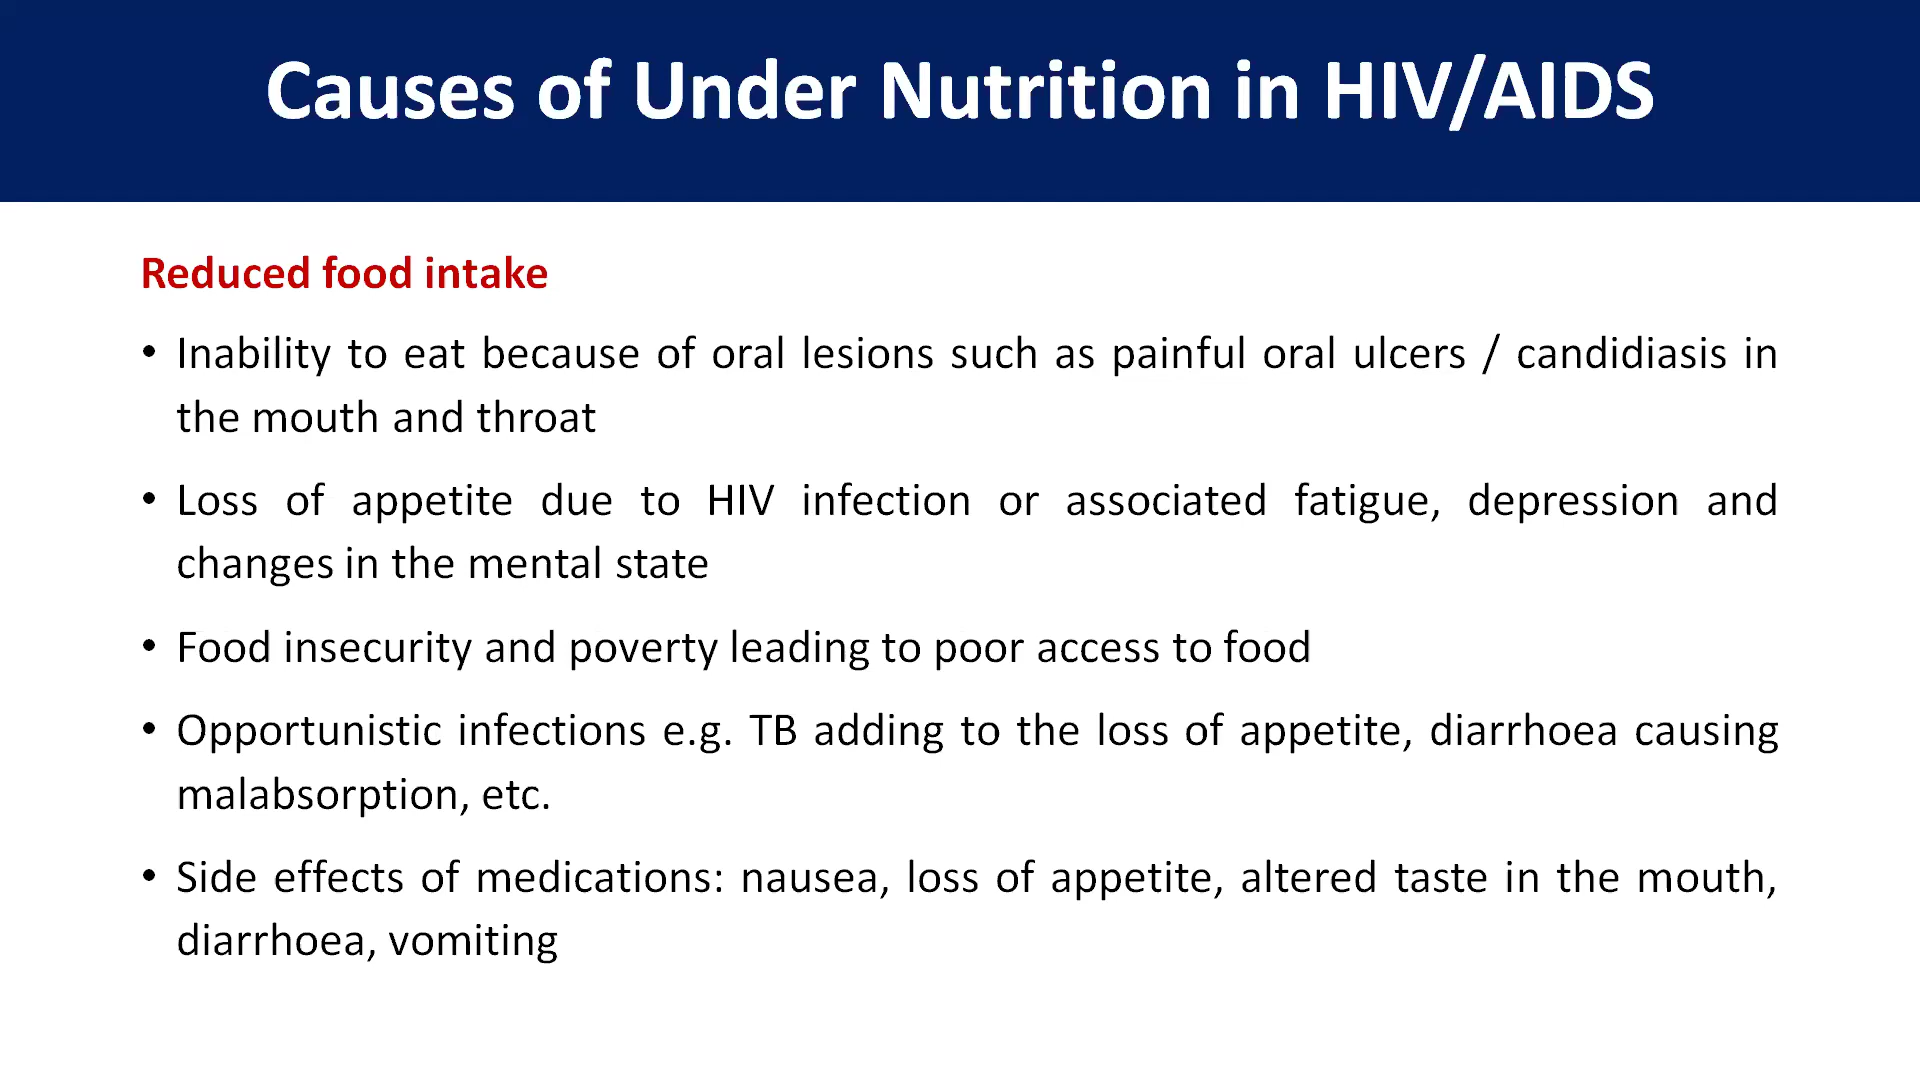 Causes of Under Nutrition in HIV/AIDS
Reduced food intake
• Inability to eat because of oral lesions such as painful oral ulcers / candidiasis in
the mouth and throat
• Loss of appetite due to HIV infection or associated fatigue, depression and
changes in the mental state
• Food insecurity and poverty leading to poor access to food
• Opportunistic infections e.g. TB adding to the loss of appetite, diarrhoea causing
malabsorption, etc.
• Side effects of medications: nausea, loss of appetite, altered taste in the mouth,
diarrhoea, vomiting